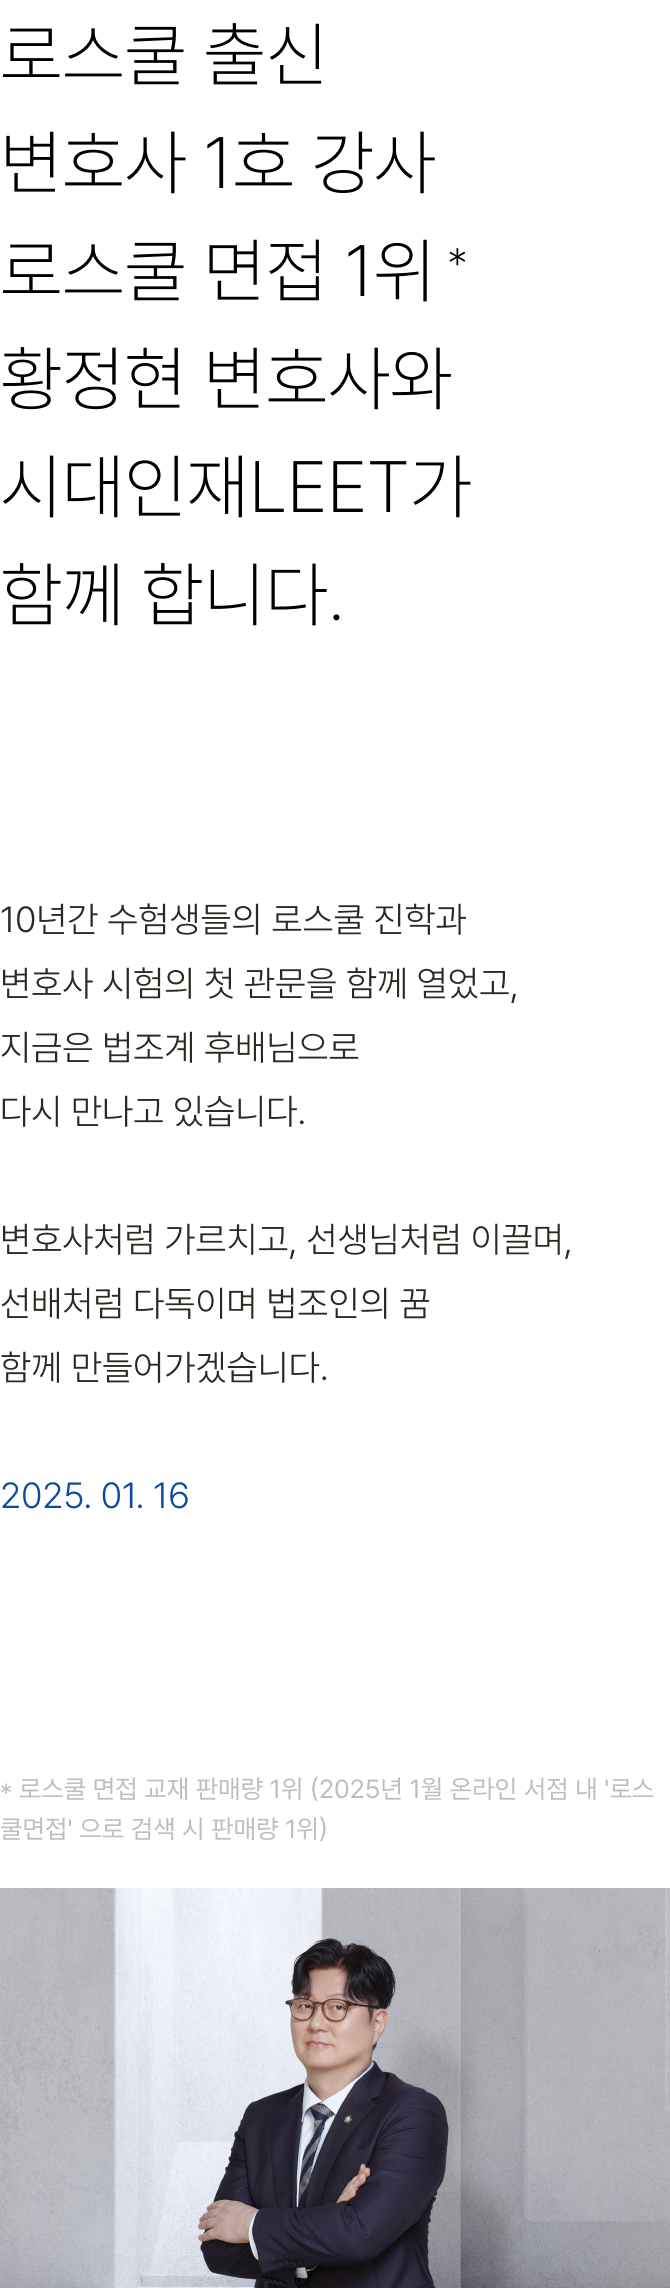 로스쿨 출신
변호사 1호 강사
로스쿨 면접 1위 *
황정현 변호사와
시대인재LEET가
함께 합니다.
10년간 수험생들의 로스쿨 진학과
변호사 시험의 첫 관문을 함께 열었고,
지금은 법조계 후배님으로
다시 만나고 있습니다.
변호사처럼 가르치고, 선생님처럼 이끌며,
선배처럼 다독이며 법조인의 꿈
함께 만들어가겠습니다.
2025. 01. 16
* 로스쿨 면접 교재 판매량 1위 (2025년 1월 온라인 서점 내 '로스
쿨면접' 으로 검색 시 판매량 1위)